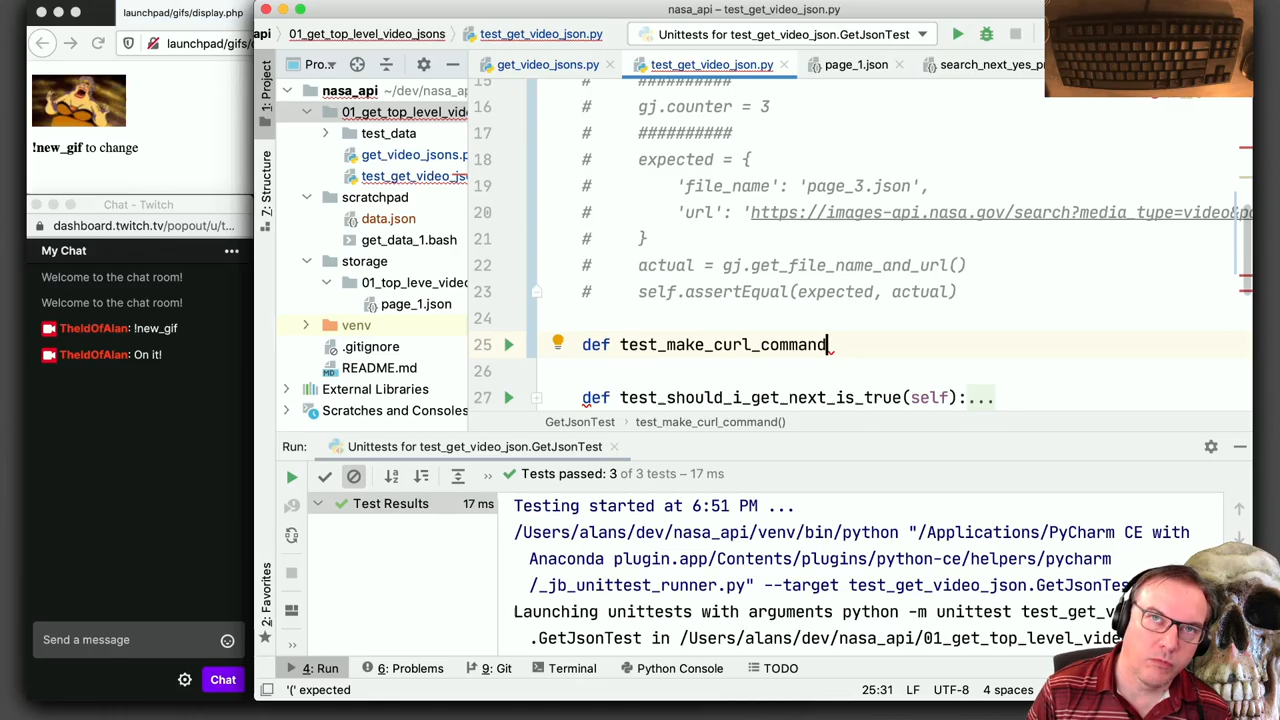 launchpad/gifs/display.php
launchpad/gifs/
!new_gif to change
Chat - Twitch
dashboard.twitch.tv/popout/u/t...
My Chat
Welcome to the chat room!
Welcome to the chat room!
TheIdOfAlan: !new_gif
TheIdOfAlan: On it!
Send a message
Chat
nasa_api – test_get_video_json.py
api
01_get_top_level_video_jsons
test_get_video_json.py
Unittests for test_get_video_json.GetJsonTest
Pro...
get_video_jsons.py
test_get_video_json.py
page_1.json
search_next_yes_pr
1: Project
7: Structure
2: Favorites
nasa_api ~/dev/nasa_a
01_get_top_level_vid
test_data
get_video_jsons.p
test_get_video_js
scratchpad
data.json
get_data_1.bash
storage
01_top_leve_video
page_1.json
venv
.gitignore
README.md
External Libraries
Scratches and Consoles
15 # ##########
16 # gj.counter = 3
17 # ##########
18 # expected = {
19 # 'file_name': 'page_3.json',
20 # 'url': 'https://images-api.nasa.gov/search?media_type=video&p
21 # }
22 # actual = gj.get_file_name_and_url()
23 # self.assertEqual(expected, actual)
24
25 def test_make_curl_command
26
27 def test_should_i_get_next_is_true(self):...
GetJsonTest
test_make_curl_command()
Run:
Unittests for test_get_video_json.GetJsonTest
Tests passed: 3 of 3 tests – 17 ms
Test Results 17 ms
Testing started at 6:51 PM ...
/Users/alans/dev/nasa_api/venv/bin/python "/Applications/PyCharm CE with
Anaconda plugin.app/Contents/plugins/python-ce/helpers/pycharm
/_jb_unittest_runner.py" --target test_get_video_json.GetJsonTes
Launching unittests with arguments python -m unittest test_get_v
.GetJsonTest in /Users/alans/dev/nasa_api/01_get_top_level_vide
4: Run
6: Problems
9: Git
Terminal
Python Console
TODO
'(' expected
25:31 LF UTF-8 4 spaces